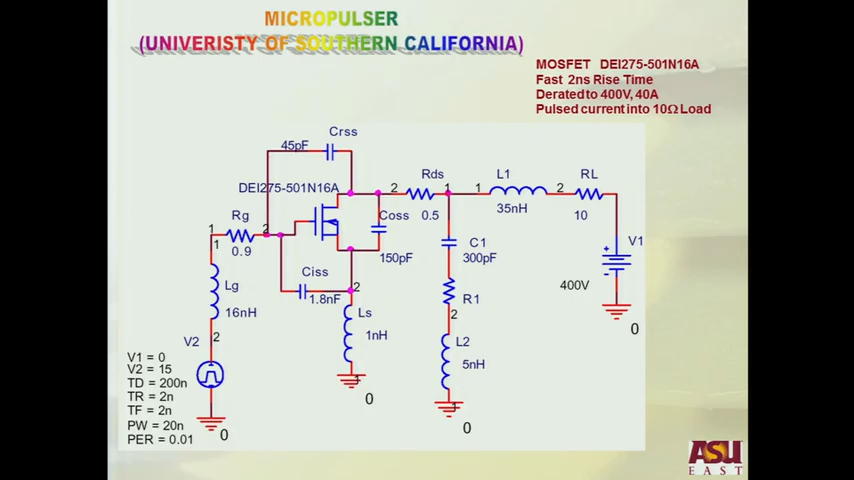 MICROPULSER
(UNIVERISTY OF SOUTHERN CALIFORNIA)
MOSFET DEI275-501N16A
Fast 2ns Rise Time
Derated to 400V, 40A
Pulsed current into 10Ω Load
Crss
45pF
DEI275-501N16A
2
Rds
1
0.5
1
L1
2
35nH
RL
10
Rg
1
2
0.9
Coss
150pF
C1
300pF
V1
+
-
400V
0
1
Lg
16nH
2
Ciss
1.8nF
2
Ls
1nH
1
0
R1
2
L2
5nH
1
0
V2
V1 = 0
V2 = 15
TD = 200n
TR = 2n
TF = 2n
PW = 20n
PER = 0.01
0
ASU
EAST